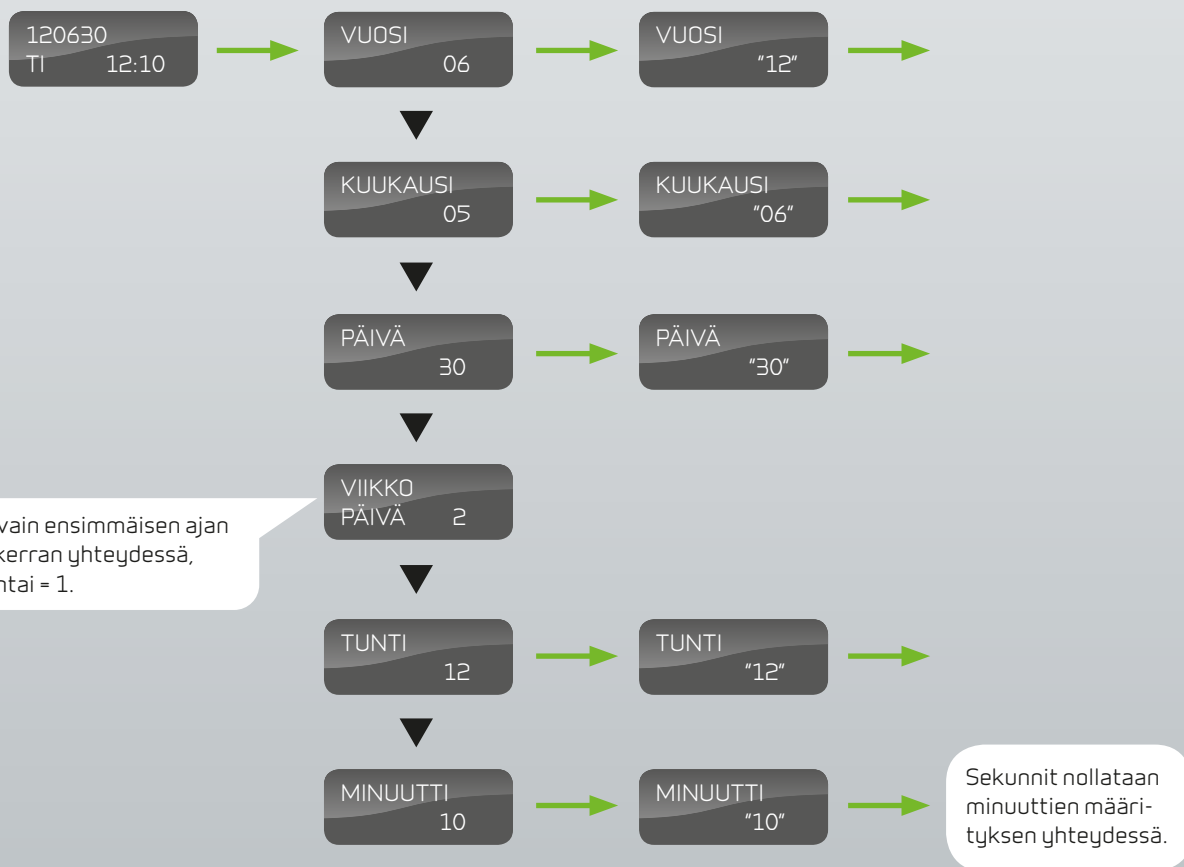 120630
TI 12:10
VUOSI
06
VUOSI
"12"
KUUKAUSI
05
KUUKAUSI
"06"
PÄIVÄ
30
PÄIVÄ
"30"
VIIKKO
PÄIVÄ 2
vain ensimmäisen ajan
kerran yhteydessä,
ntai = 1.
TUNTI
12
TUNTI
"12"
MINUUTTI
10
MINUUTTI
"10"
Sekunnit nollataan
minuuttien määri-
tyksen yhteydessä.